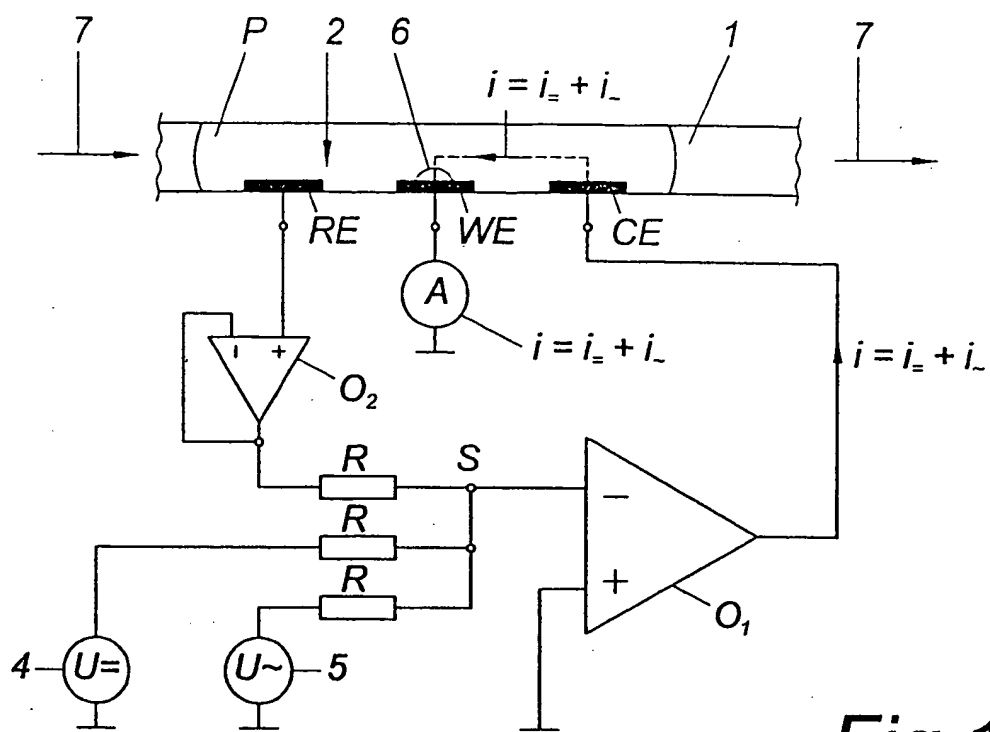 7 P 2 6 1 7
i = i₌ + i~
RE WE CE
A
i = i₌ + i~
i = i₌ + i~
- +
O₂
R S
R
R
−
+
O₁
4 U= U~ 5